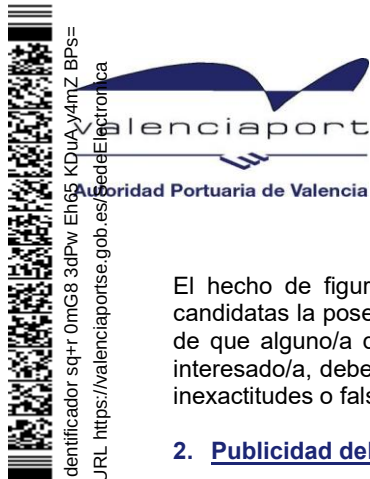 dentificador sq+r 0mG8 3dPw Eh65 KDuA y4mZ BPs=
URL https://valenciaportse.gob.es/SedeElectronica
valenciaport
Autoridad Portuaria de Valencia
El hecho de figur
candidatas la pose
de que alguno/a d
interesado/a, debe
inexactitudes o fals
2. Publicidad del